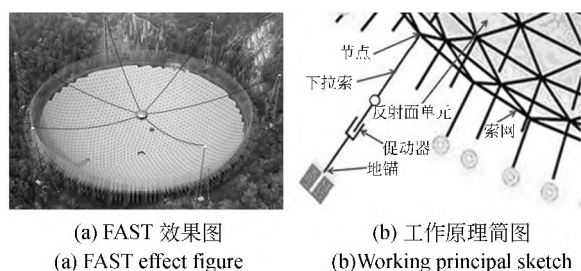 节点
下拉索
反射面单元
索网
促动器
地锚
(a) FAST 效果图
(a) FAST effect figure
(b) 工作原理简图
(b)Working principal sketch